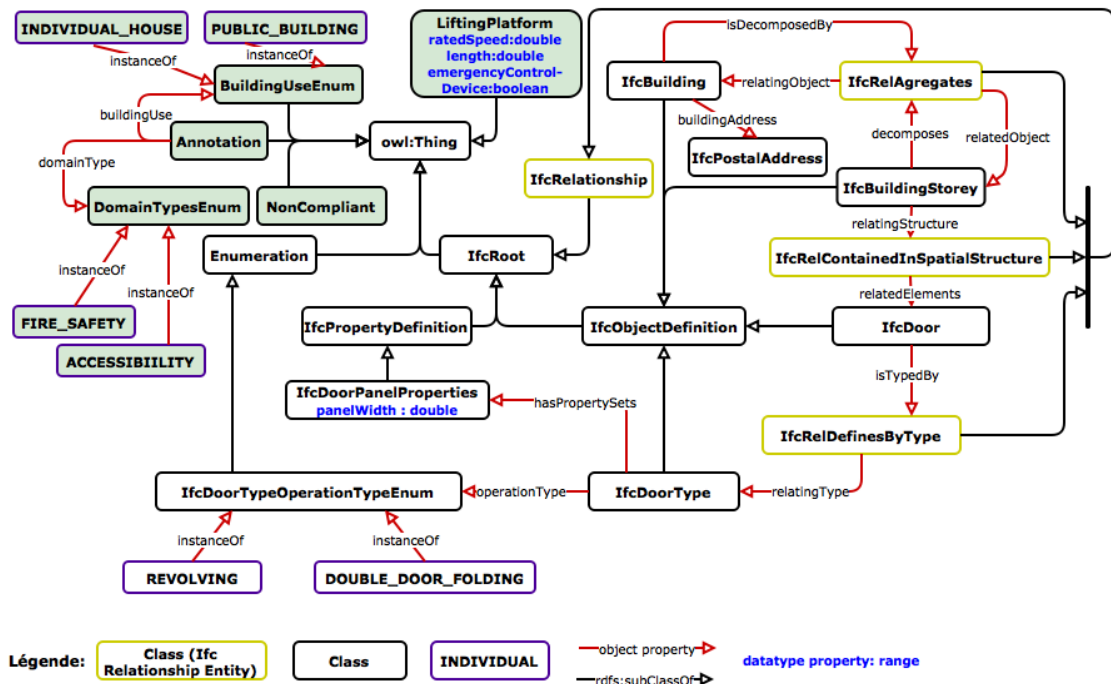 INDIVIDUAL_HOUSE
PUBLIC_BUILDING
LiftingPlatform
ratedSpeed:double
length:double
emergencyControl-
Device:boolean
isDecomposedBy
instanceOf
instanceOf
BuildingUseEnum
IfcBuilding
relatingObject
IfcRelAgregates
buildingUse
buildingAddress
Annotation
owl:Thing
decomposes
relatedObject
domainType
IfcPostalAddress
IfcRelationship
IfcBuildingStorey
DomainTypesEnum
NonCompliant
relatingStructure
Enumeration
IfcRoot
IfcRelContainedInSpatialStructure
instanceOf
instanceOf
relatedElements
FIRE_SAFETY
IfcPropertyDefinition
IfcObjectDefinition
IfcDoor
ACCESSIBIILITY
isTypedBy
IfcDoorPanelProperties
panelWidth : double
hasPropertySets
IfcRelDefinesByType
IfcDoorTypeOperationTypeEnum
operationType
IfcDoorType
relatingType
instanceOf
instanceOf
REVOLVING
DOUBLE_DOOR_FOLDING
Légende:
Class (Ifc
Relationship
Entity)
Class
INDIVIDUAL
object property
datatype property: range
rdfs:subClassOf